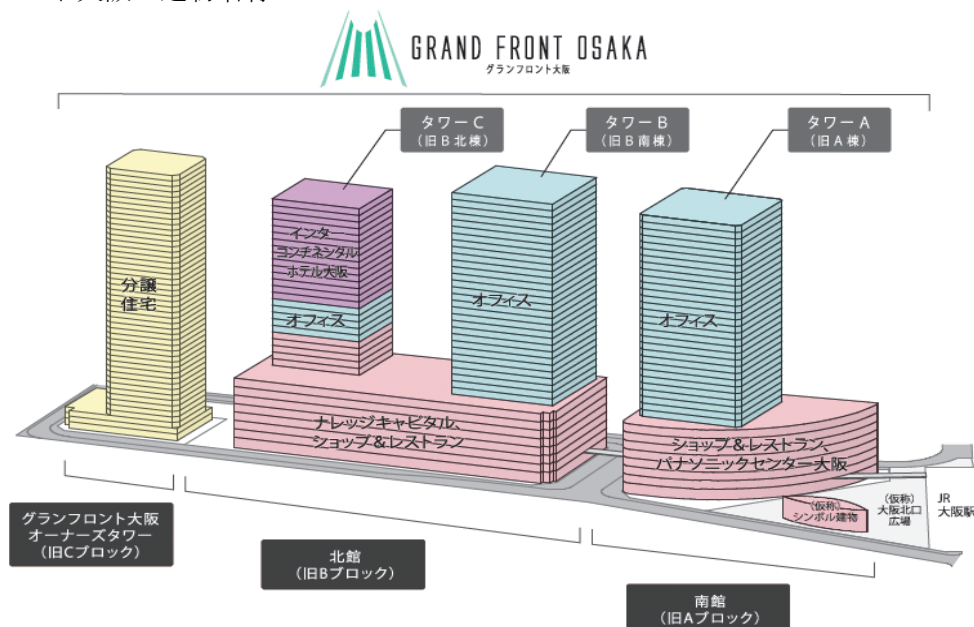 GRAND FRONT OSAKA
グランフロント大阪
タワーC
(旧B北棟)
タワーB
(旧B南棟)
タワーA
(旧A棟)
インタ
コンチネンタル
ホテル大阪
分譲
住宅
オフィス
オフィス
オフィス
ナレッジキャピタル、
ショップ&レストラン
ショップ&レストラン、
パナソニックセンター大阪
(仮称)
シンボル建物
(仮称)
大阪北口
広場
JR
大阪駅
グランフロント大阪
オーナーズタワー
(旧Cブロック)
北館
(旧Bブロック)
南館
(旧Aブロック)